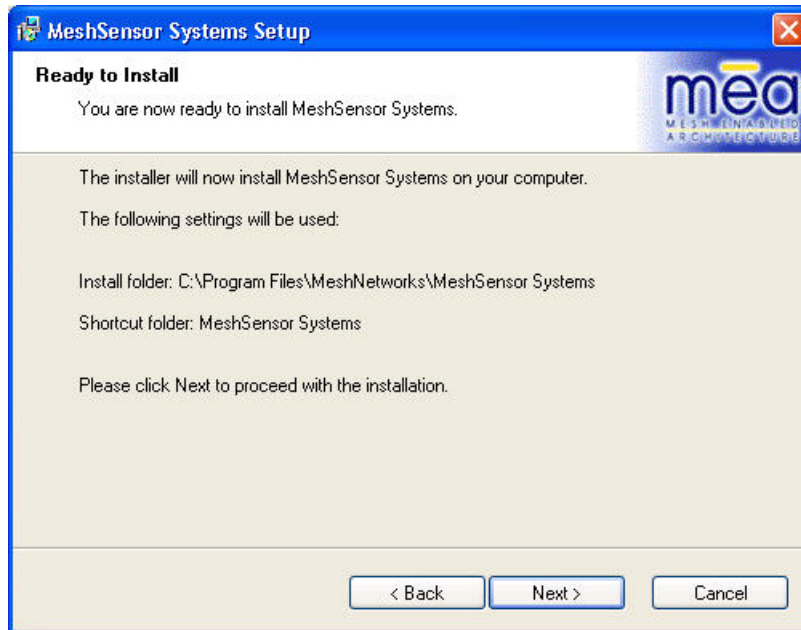 MeshSensor Systems Setup
Ready to Install
You are now ready to install MeshSensor Systems.
mea
MESH ENABLED
ARCHITECTURE
The installer will now install MeshSensor Systems on your computer.
The following settings will be used:
Install folder: C:\Program Files\MeshNetworks\MeshSensor Systems
Shortcut folder: MeshSensor Systems
Please click Next to proceed with the installation.
< Back
Next >
Cancel